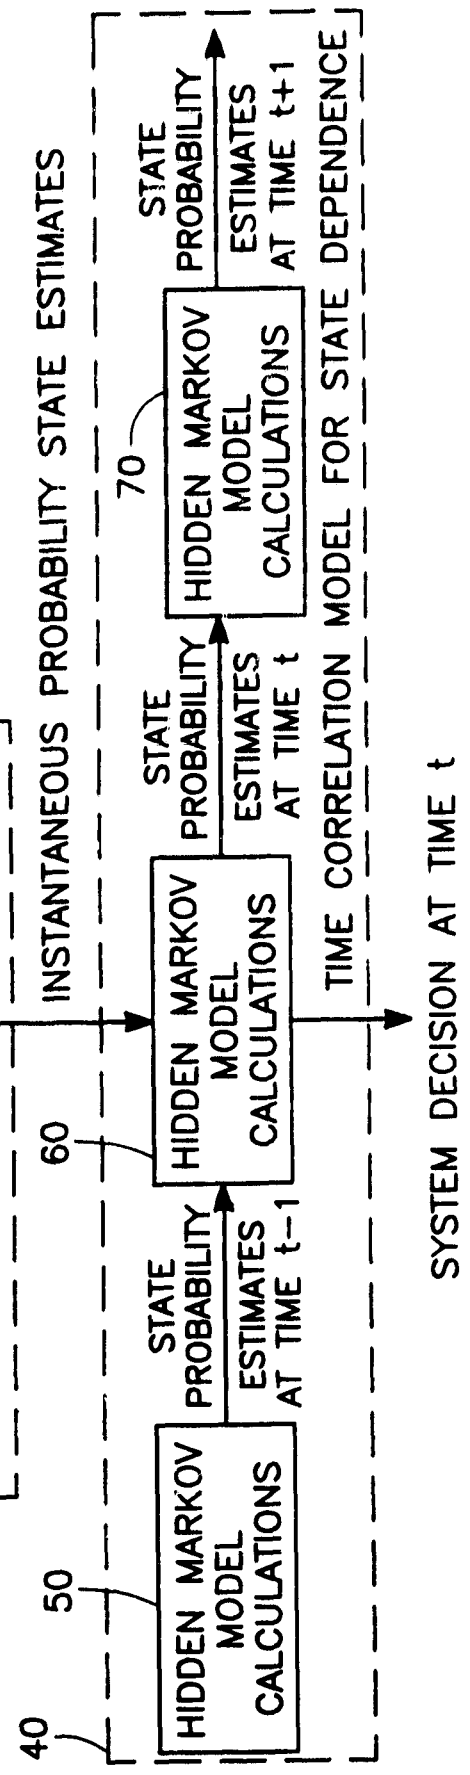 INSTANTANEOUS PROBABILITY STATE ESTIMATES
40
50
HIDDEN MARKOV
MODEL
CALCULATIONS
STATE
PROBABILITY
ESTIMATES
AT TIME t-1
60
HIDDEN MARKOV
MODEL
CALCULATIONS
STATE
PROBABILITY
ESTIMATES
AT TIME t
70
HIDDEN MARKOV
MODEL
CALCULATIONS
STATE
PROBABILITY
ESTIMATES
AT TIME t+1
TIME CORRELATION MODEL FOR STATE DEPENDENCE
SYSTEM DECISION AT TIME t